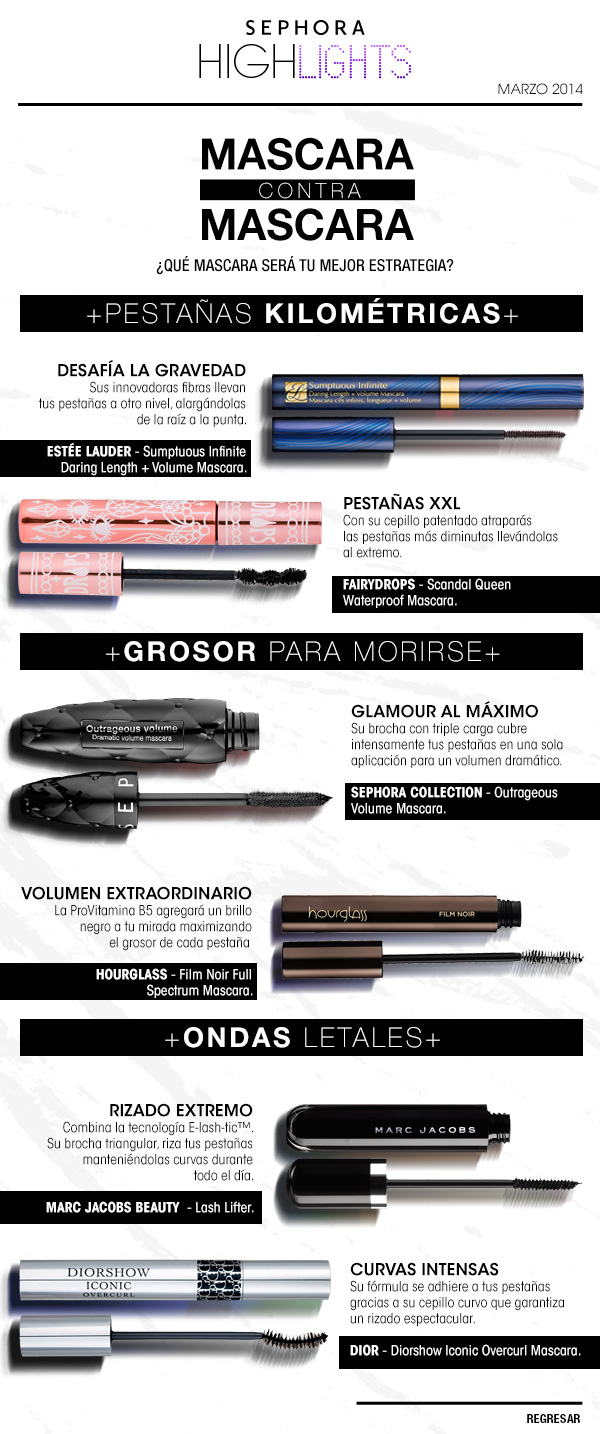 SEPHORA
HIGHLIGHTS
MARZO 2014
MASCARA
CONTRA
MASCARA
¿QUÉ MASCARA SERÁ TU MEJOR ESTRATEGIA?
+PESTAÑAS KILOMÉTRICAS+
DESAFÍA LA GRAVEDAD
Sus innovadoras fibras llevan
tus pestañas a otro nivel, alargándolas
de la raíz a la punta.
ESTÉE LAUDER - Sumptuous Infinite
Daring Length + Volume Mascara.
Sumptuous Infinite
Daring Length + Volume Mascara
Mascara cils infinis, longueur + volume
DROPS
PESTAÑAS XXL
Con su cepillo patentado atraparás
las pestañas más diminutas llevándolas
al extremo.
FAIRYDROPS - Scandal Queen
Waterproof Mascara.
+GROSOR PARA MORIRSE+
Outrageous volume
Dramatic volume mascara
SEP
GLAMOUR AL MÁXIMO
Su brocha con triple carga cubre
intensamente tus pestañas en una sola
aplicación para un volumen dramático.
SEPHORA COLLECTION - Outrageous
Volume Mascara.
VOLUMEN EXTRAORDINARIO
La ProVitamina B5 agregará un brillo
negro a tu mirada maximizando
el grosor de cada pestaña
HOURGLASS - Film Noir Full
Spectrum Mascara.
hourglass FILM NOIR
+ONDAS LETALES+
RIZADO EXTREMO
Combina la tecnología E-lash-tic™.
Su brocha triangular, riza tus pestañas
manteniéndolas curvas durante
todo el día.
MARC JACOBS BEAUTY - Lash Lifter.
MARC JACOBS
DIORSHOW
ICONIC
OVERCURL
CURVAS INTENSAS
Su fórmula se adhiere a tus pestañas
gracias a su cepillo curvo que garantiza
un rizado espectacular.
DIOR - Diorshow Iconic Overcurl Mascara.
REGRESAR